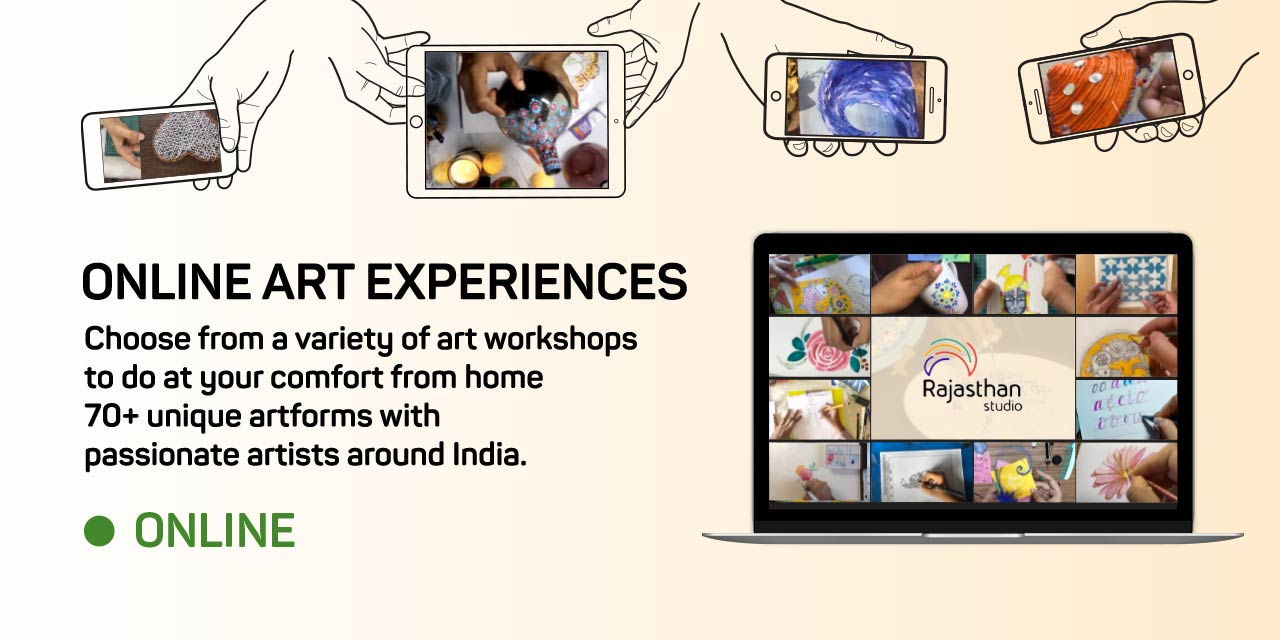 ONLINE ART EXPERIENCES
Choose from a variety of art workshops
to do at your comfort from home
70+ unique artforms with
passionate artists around India.
ONLINE
Rajasthan
studio